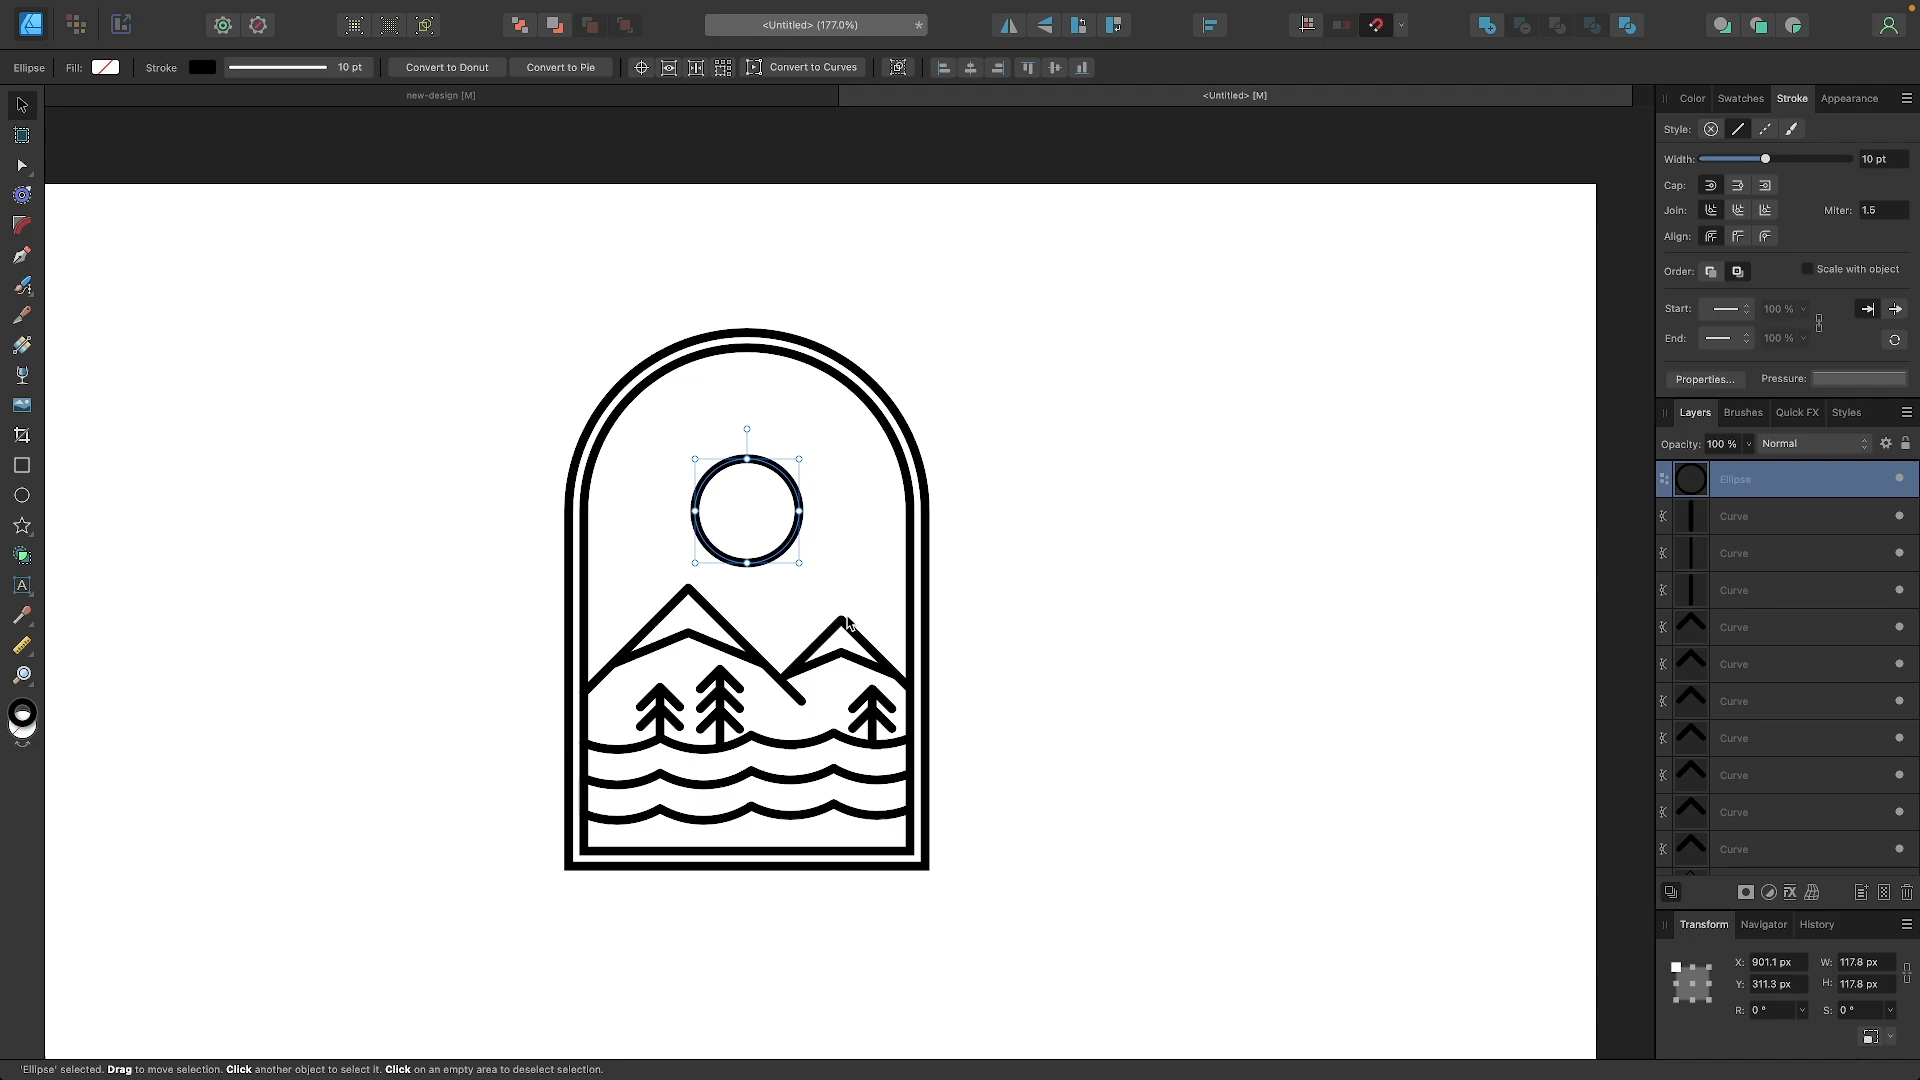 <Untitled> (177.0%)
*
Ellipse
Fill:
Stroke
10 pt
Convert to Donut
Convert to Pie
Convert to Curves
new-design [M]
<Untitled> [M]
Color
Swatches
Stroke
Appearance
Style:
Width:
10 pt
Cap:
Join:
Miter:
1.5
Align:
Order:
Scale with object
Start:
100 %
End:
100 %
Properties...
Pressure:
Layers
Brushes
Quick FX
Styles
Opacity:
100 %
Normal
Ellipse
Curve
Curve
Curve
Curve
Curve
Curve
Curve
Curve
Curve
Curve
Transform
Navigator
History
X:
901.1 px
W:
117.8 px
Y:
311.3 px
H:
117.8 px
R:
0 °
S:
0 °
'Ellipse' selected. Drag to move selection. Click another object to select it. Click on an empty area to deselect selection.